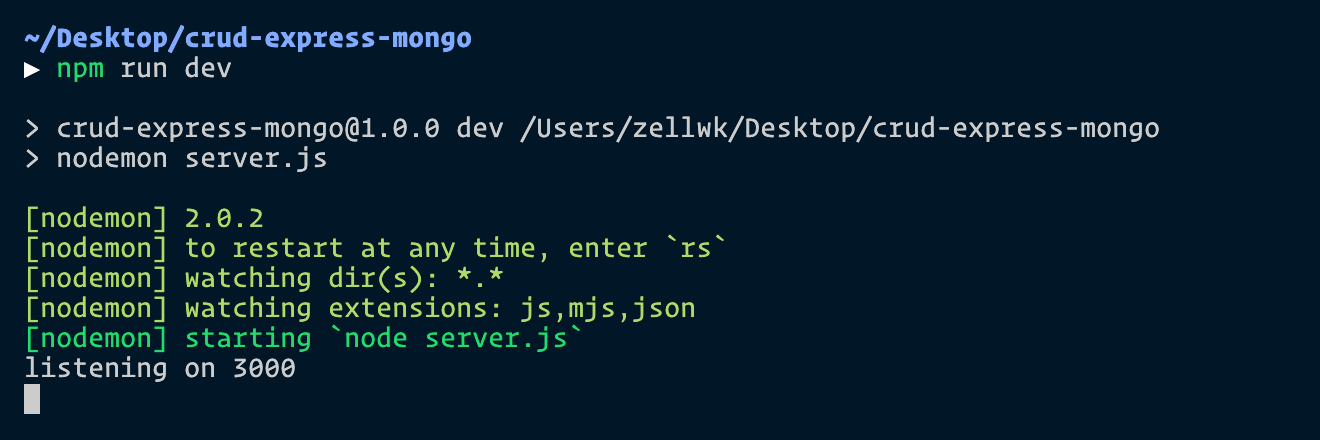 ~/Desktop/crud-express-mongo
▶ npm run dev
> crud-express-mongo@1.0.0 dev /Users/zellwk/Desktop/crud-express-mongo
> nodemon server.js
[nodemon] 2.0.2
[nodemon] to restart at any time, enter `rs`
[nodemon] watching dir(s): *.*
[nodemon] watching extensions: js,mjs,json
[nodemon] starting `node server.js`
listening on 3000